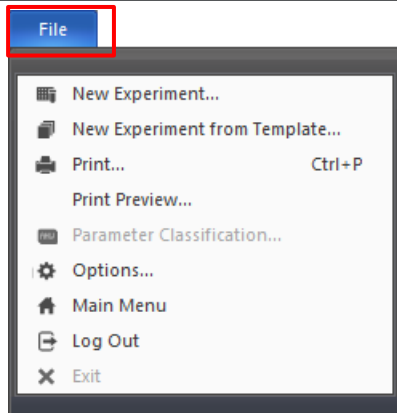 File
New Experiment...
New Experiment from Template...
Print... Ctrl+P
Print Preview...
Parameter Classification...
Options...
Main Menu
Log Out
Exit